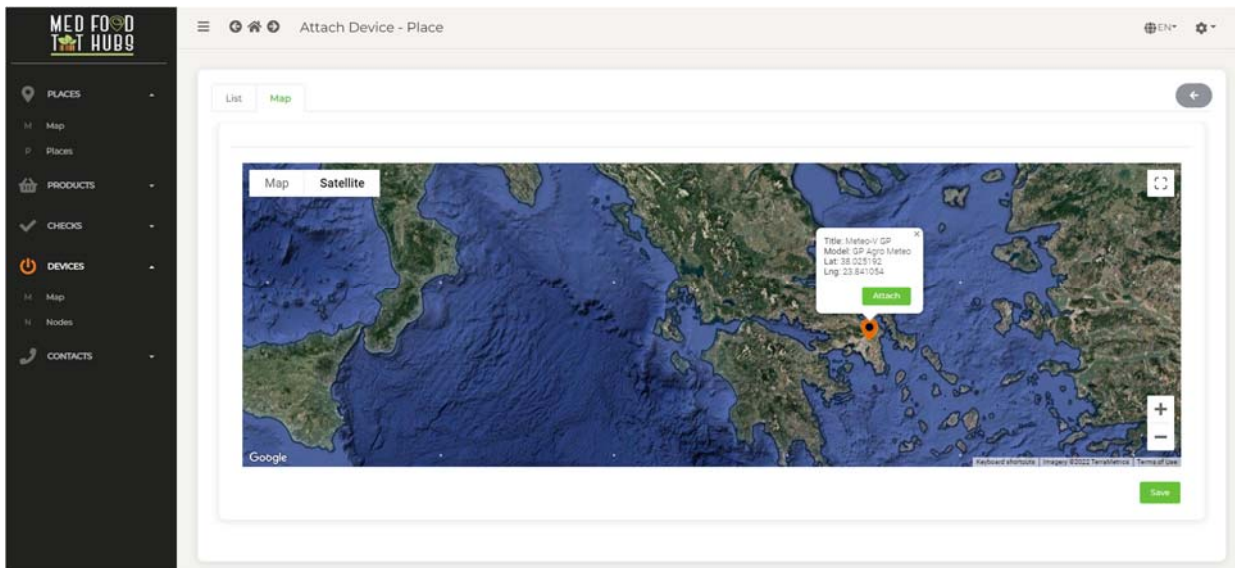 MED FOOD
TTT HUBS
Attach Device - Place
EN
PLACES
M Map
P Places
PRODUCTS
CHECKS
DEVICES
M Map
N Nodes
CONTACTS
List Map
Map Satellite
Title: Meteo-V GP
Model: GP Agro Meteo
Lat: 38.025192
Lng: 23.841054
Attach
Google
Keyboard shortcuts Imagery ©2022 TerraMetrics Terms of Use
Save